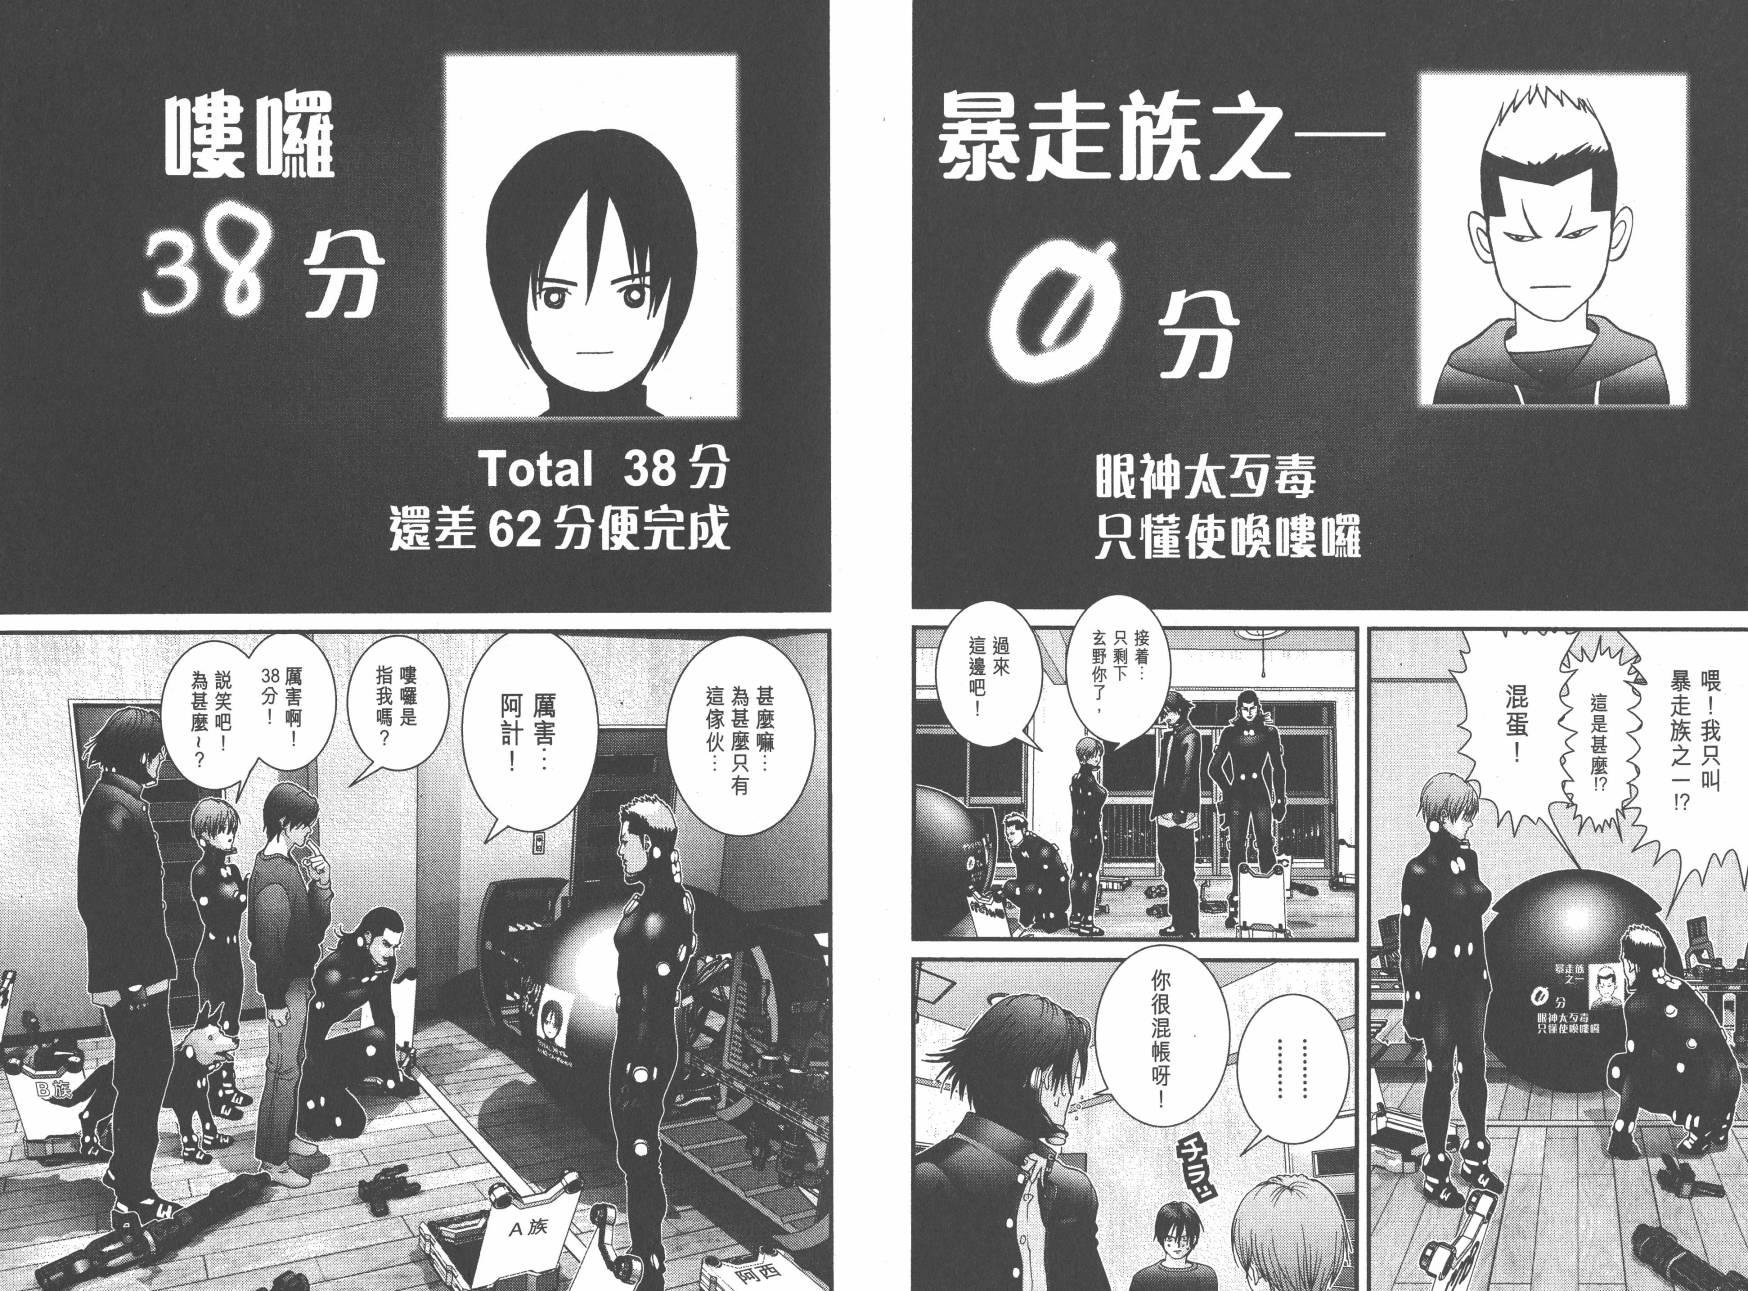 暴走族之一
0分
眼神太歹毒
只懂使喚嘍囉
喂！我只叫
暴走族之一!?
這是甚麼!?
混蛋！
暴走族
之一
0分
眼神太歹毒
只懂使喚嘍囉
接着…
只剩下
玄野你了，
過來
這邊吧！
………
你很混帳呀！
チラッ
嘍囉
38分
Total 38分
還差62分便完成
甚麼嘛…
為甚麼只有
這傢伙…
厲害…
阿計！
嘍囉是
指我嗎？
厲害啊！
38分！
説笑吧！
為甚麼～？
B族
A族
阿西